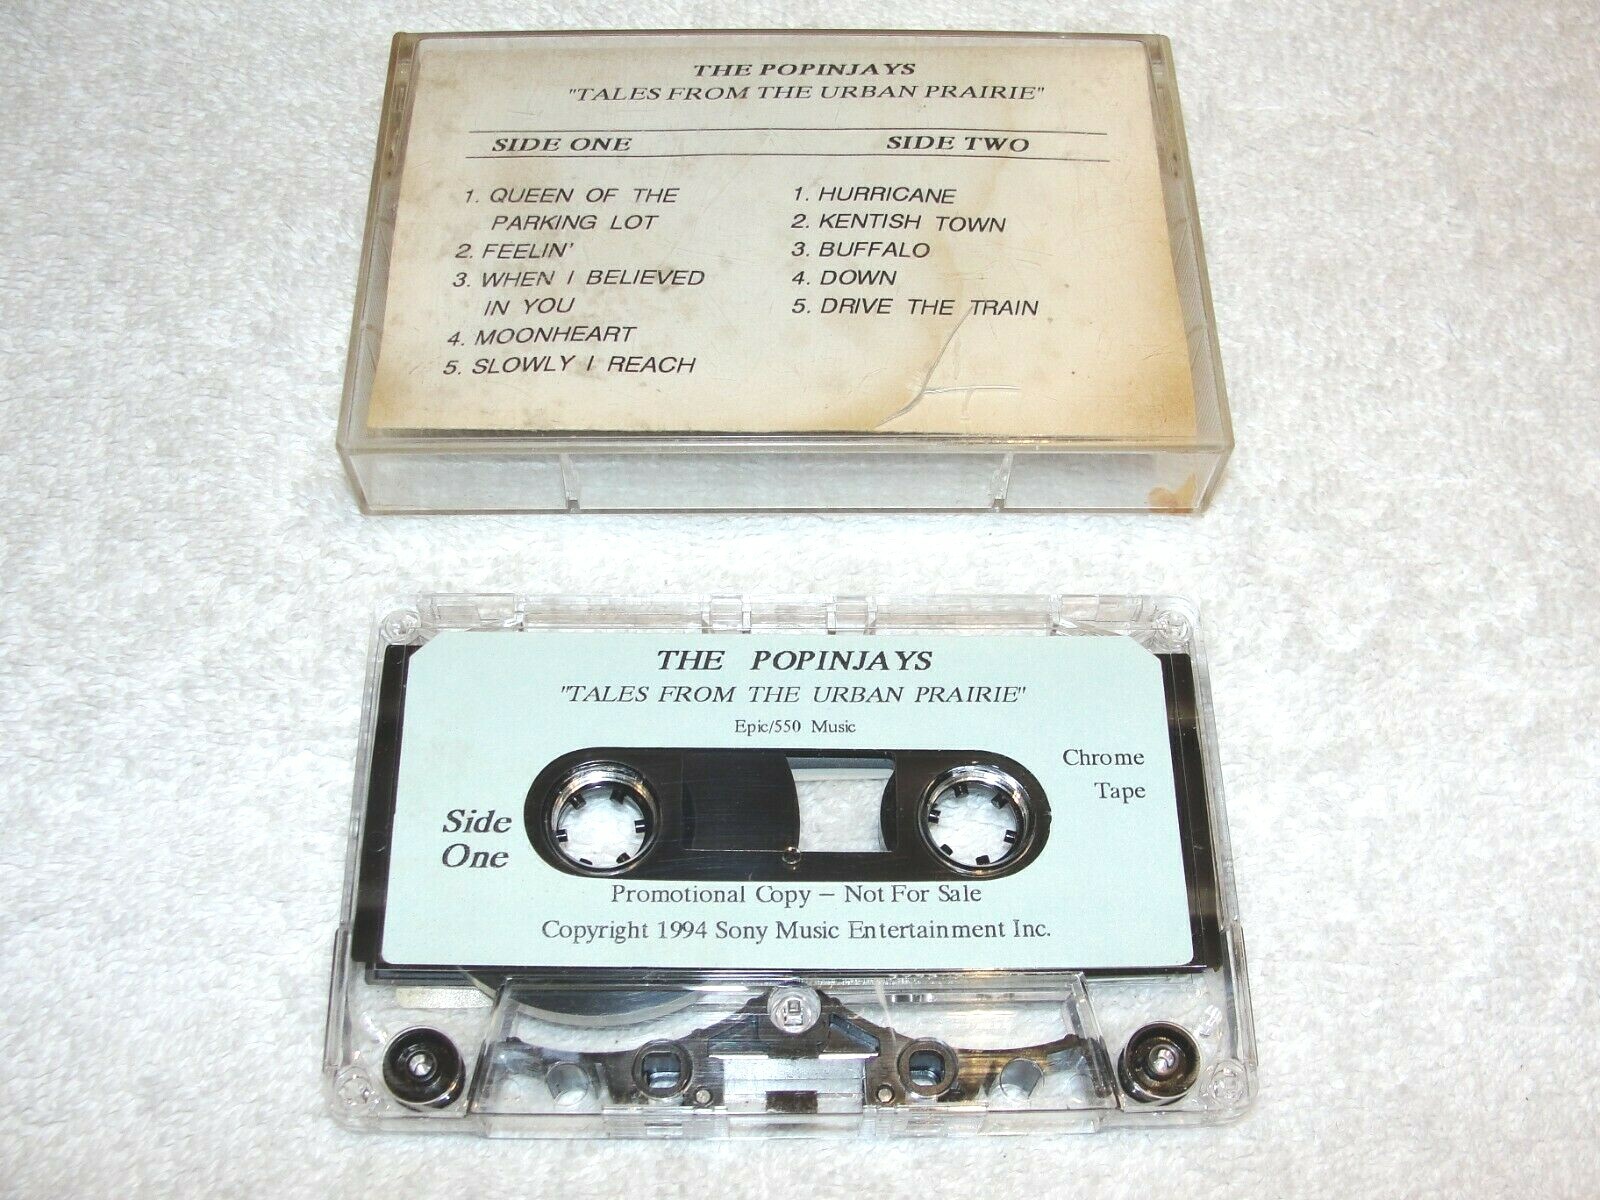 THE POPINJAYS
"TALES FROM THE URBAN PRAIRIE"
SIDE ONE
1. QUEEN OF THE
PARKING LOT
2. FEELIN'
3. WHEN I BELIEVED
IN YOU
4. MOONHEART
5. SLOWLY I REACH
SIDE TWO
1. HURRICANE
2. KENTISH TOWN
3. BUFFALO
4. DOWN
5. DRIVE THE TRAIN
THE POPINJAYS
"TALES FROM THE URBAN PRAIRIE"
Epic/550 Music
Chrome
Tape
Side
One
Promotional Copy – Not For Sale
Copyright 1994 Sony Music Entertainment Inc.